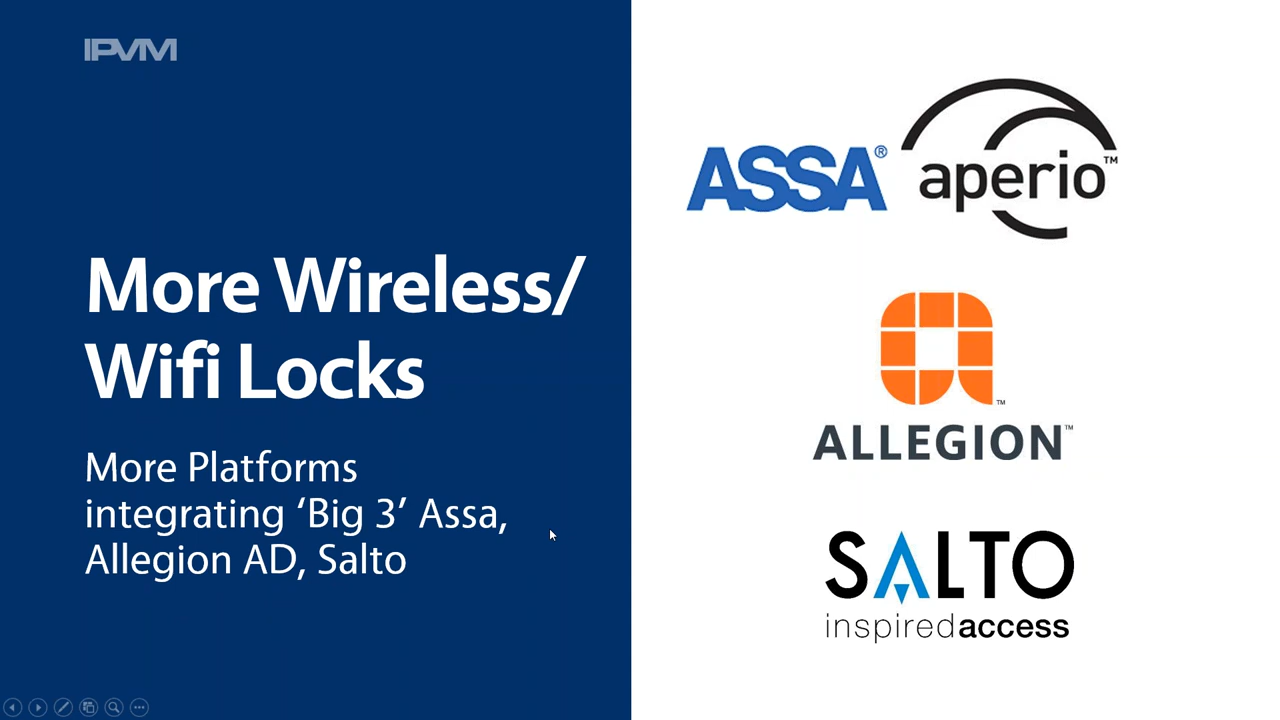 IPVM
More Wireless/
Wifi Locks
More Platforms
integrating ‘Big 3’ Assa,
Allegion AD, Salto
ASSA®
aperio™
™
ALLEGION™
SALTO
inspiredaccess